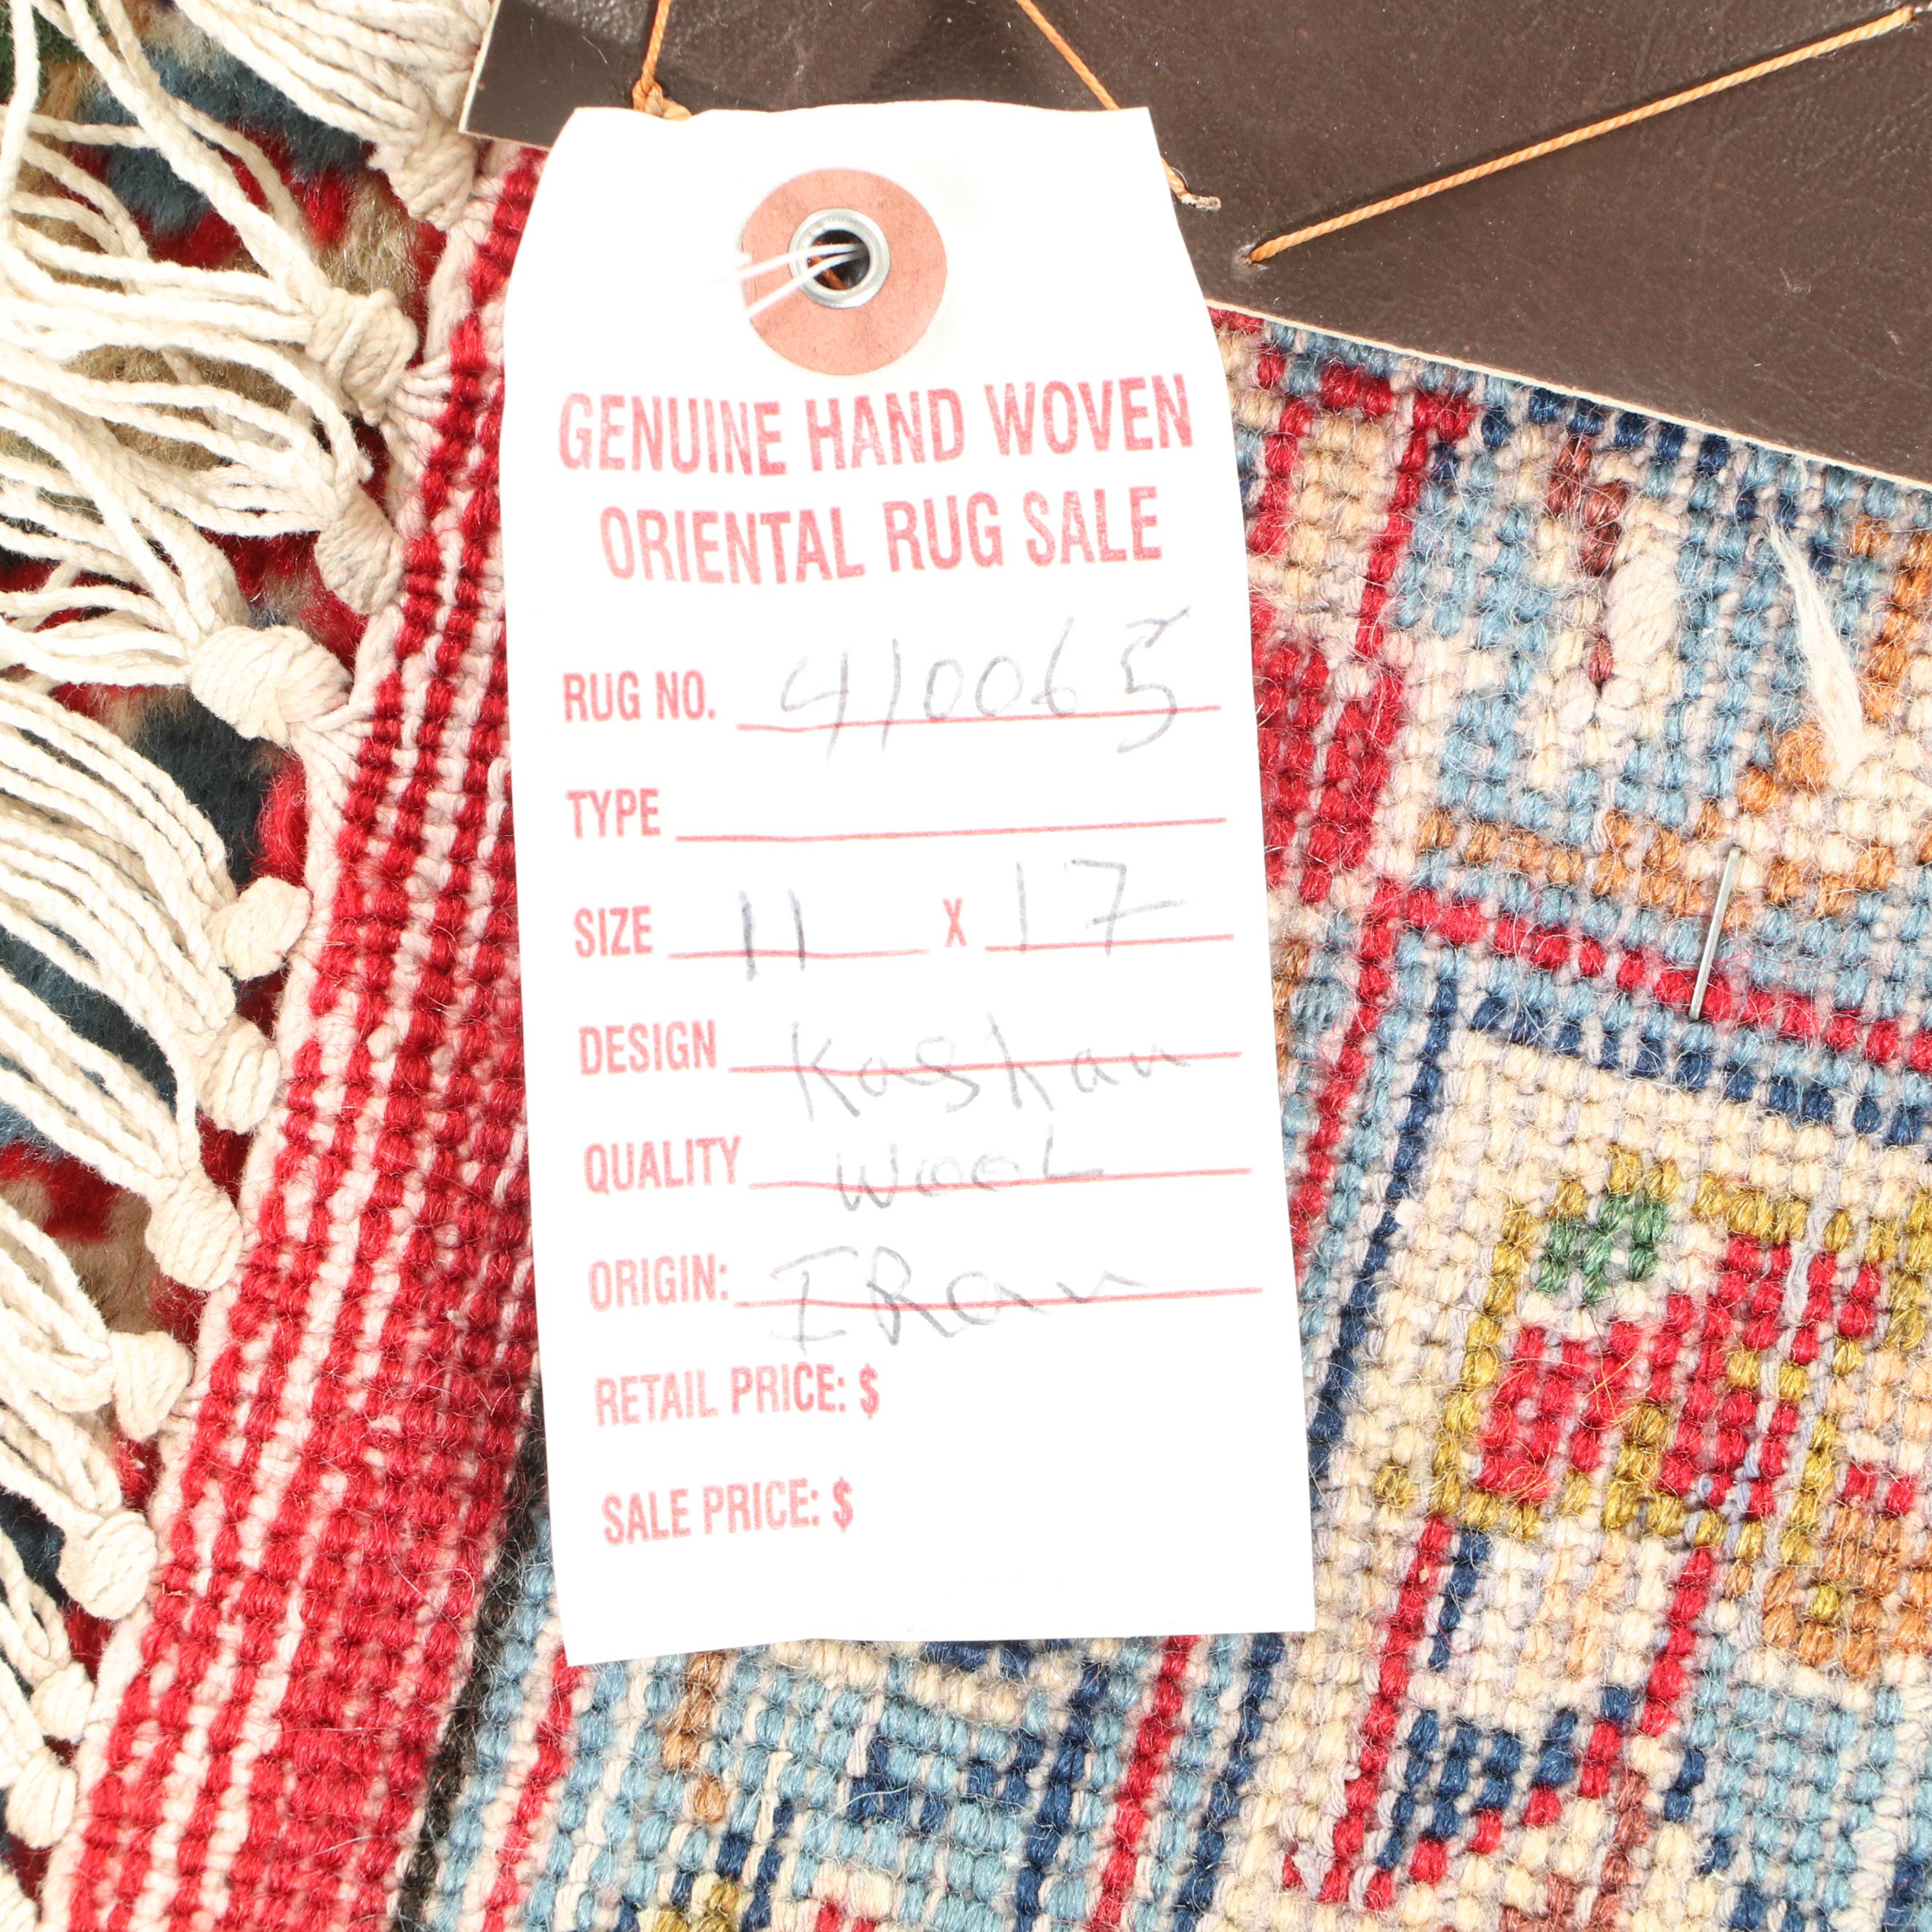 GENUINE HAND WOVEN
ORIENTAL RUG SALE
RUG NO. 410065
TYPE
SIZE 11 X 17
DESIGN Kashan
QUALITY WOOL
ORIGIN: IRan
RETAIL PRICE: $
SALE PRICE: $